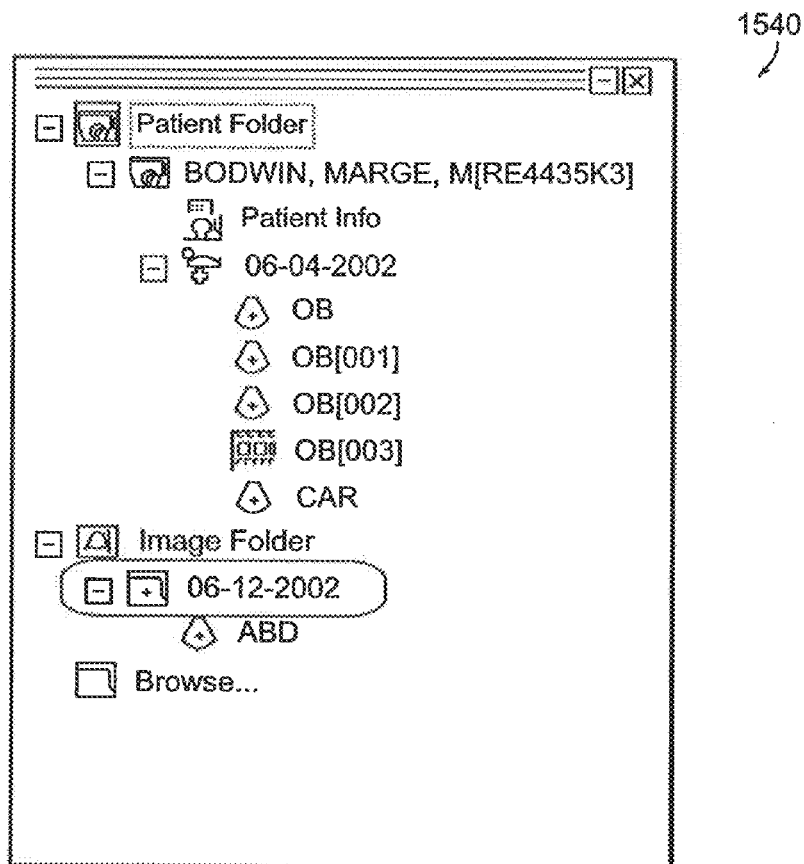 1540
Patient Folder
BODWIN, MARGE, M[RE4435K3]
Patient Info
06-04-2002
OB
OB[001]
OB[002]
OB[003]
CAR
Image Folder
06-12-2002
ABD
Browse...